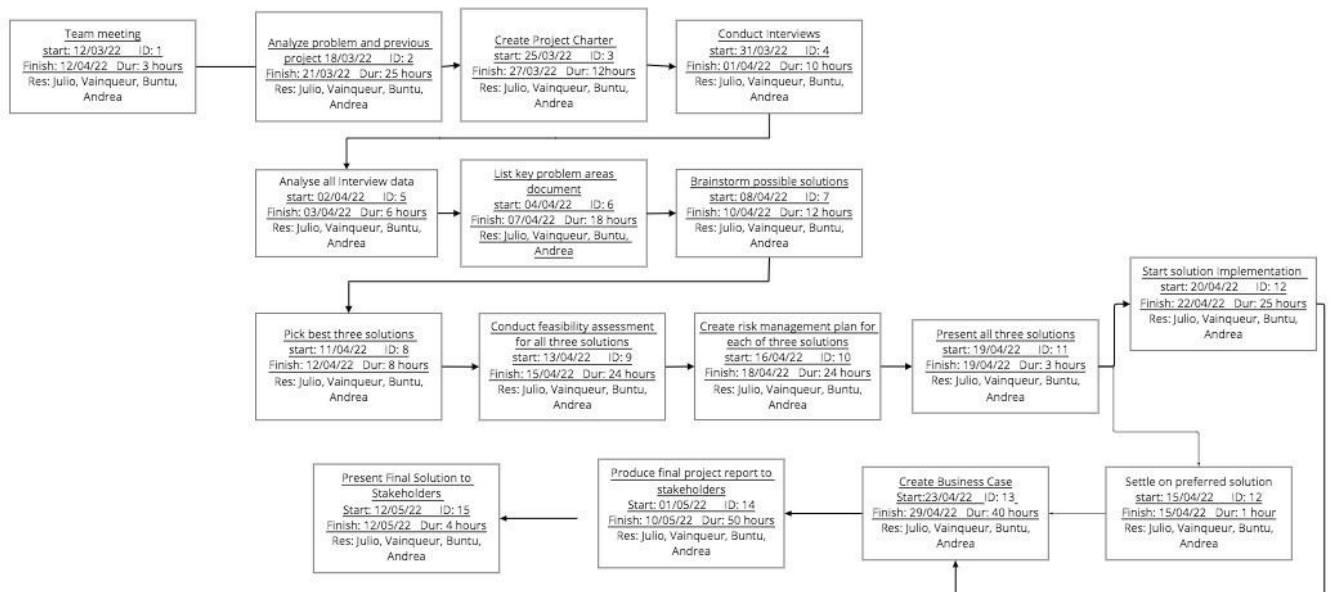 Team meeting
start: 12/03/22 ID: 1
Finish: 12/04/22 Dur: 3 hours
Res: Julio, Vainqueur, Buntu,
Andrea
Analyze problem and previous
project 18/03/22 ID: 2
Finish: 21/03/22 Dur: 25 hours
Res: Julio, Vainqueur, Buntu,
Andrea
Create Project Charter
start: 25/03/22 ID: 3
Finish: 27/03/22 Dur: 12hours
Res: Julio, Vainqueur, Buntu,
Andrea
Conduct Interviews
start: 31/03/22 ID: 4
Finish: 01/04/22 Dur: 10 hours
Res: Julio, Vainqueur, Buntu,
Andrea
Analyse all interview data
start: 02/04/22 ID: 5
Finish: 03/04/22 Dur: 6 hours
Res: Julio, Vainqueur, Buntu,
Andrea
List key problem areas
document
start: 04/04/22 ID: 6
Finish: 07/04/22 Dur: 18 hours
Res: Julio, Vainqueur, Buntu,
Andrea
Brainstorm possible solutions
start: 08/04/22 ID: 7
Finish: 10/04/22 Dur: 12 hours
Res: Julio, Vainqueur, Buntu,
Andrea
Pick best three solutions
start: 11/04/22 ID: 8
Finish: 12/04/22 Dur: 8 hours
Res: Julio, Vainqueur, Buntu,
Andrea
Conduct feasibility assessment
for all three solutions
start: 13/04/22 ID: 9
Finish: 15/04/22 Dur: 24 hours
Res: Julio, Vainqueur, Buntu,
Andrea
Create risk management plan for
each of three solutions
start: 16/04/22 ID: 10
Finish: 18/04/22 Dur: 24 hours
Res: Julio, Vainqueur, Buntu,
Andrea
Present all three solutions
start: 19/04/22 ID: 11
Finish: 19/04/22 Dur: 3 hours
Res: Julio, Vainqueur, Buntu,
Andrea
Start solution implementation
start: 20/04/22 ID: 12
Finish: 22/04/22 Dur: 25 hours
Res: Julio, Vainqueur, Buntu,
Andrea
Settle on preferred solution
start: 15/04/22 ID: 12
Finish: 15/04/22 Dur: 1 hour
Res: Julio, Vainqueur, Buntu,
Andrea
Create Business Case
Start:23/04/22 ID: 13
Finish: 29/04/22 Dur: 40 hours
Res: Julio, Vainqueur, Buntu,
Andrea
Produce final project report to
stakeholders
Start: 01/05/22 ID: 14
Finish: 10/05/22 Dur: 50 hours
Res: Julio, Vainqueur, Buntu,
Andrea
Present Final Solution to
Stakeholders
Start: 12/05/22 ID: 15
Finish: 12/05/22 Dur: 4 hours
Res: Julio, Vainqueur, Buntu,
Andrea